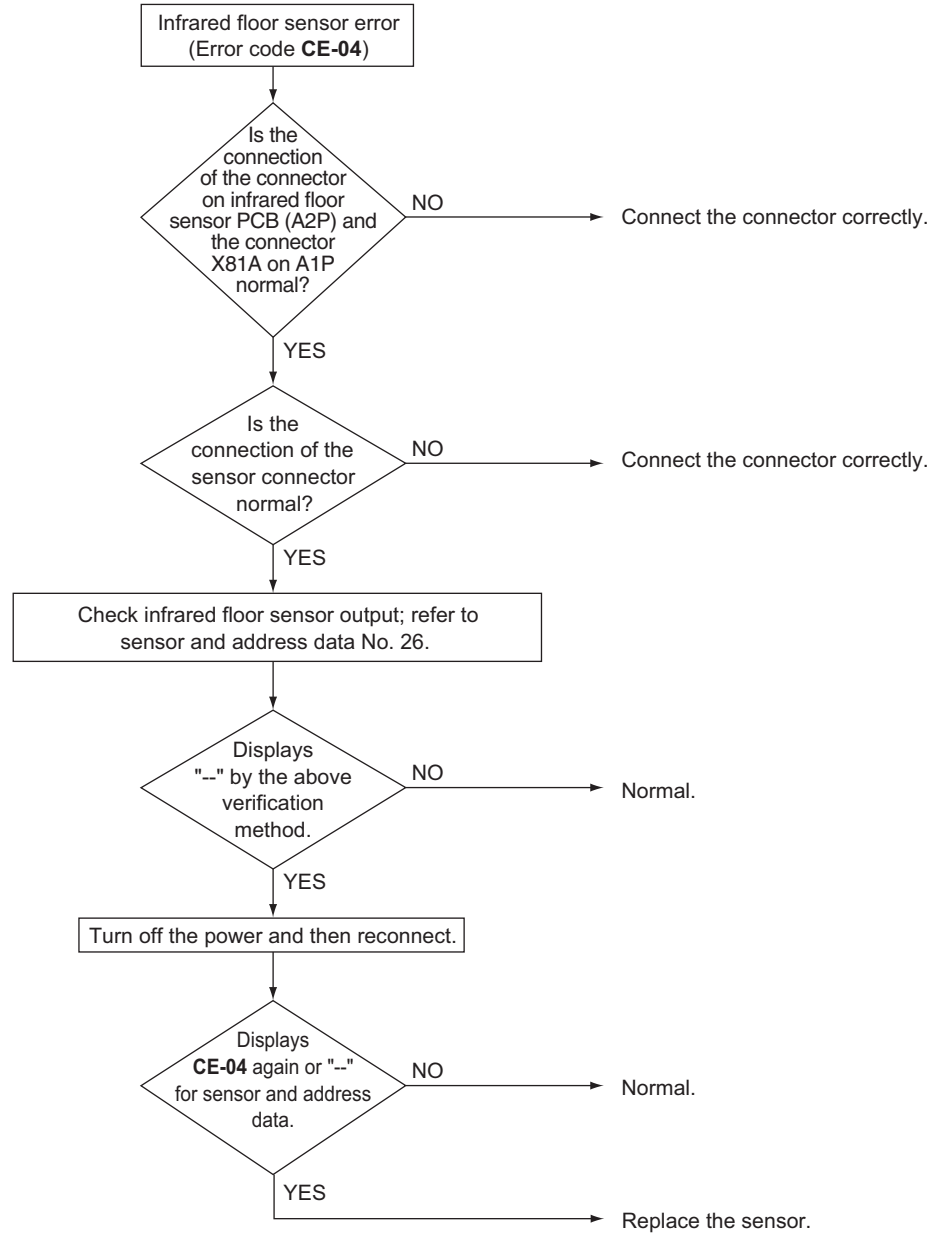 Infrared floor sensor error
(Error code CE-04)
Is the
connection
of the connector
on infrared floor
sensor PCB (A2P) and
the connector
X81A on A1P
normal?
NO
Connect the connector correctly.
YES
Is the
connection of the
sensor connector
normal?
NO
Connect the connector correctly.
YES
Check infrared floor sensor output; refer to
sensor and address data No. 26.
Displays
"--" by the above
verification
method.
NO
Normal.
YES
Turn off the power and then reconnect.
Displays
CE-04 again or "--"
for sensor and address
data.
NO
Normal.
YES
Replace the sensor.